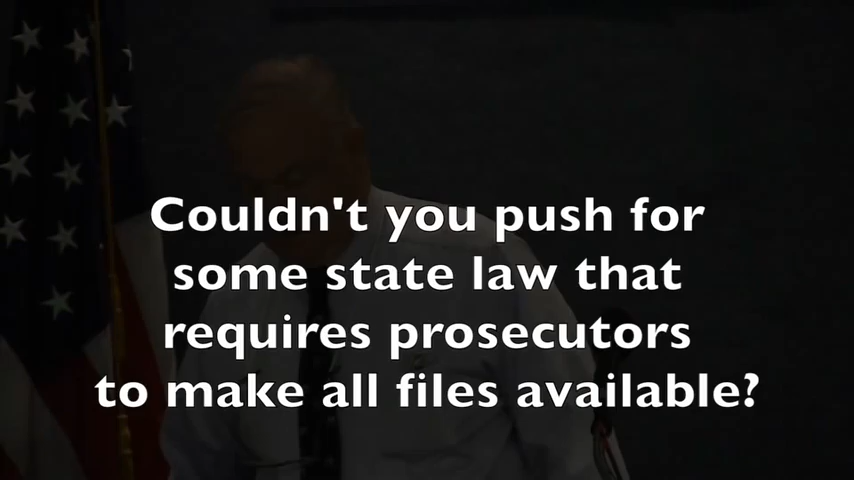 Couldn't you push for
some state law that
requires prosecutors
to make all files available?